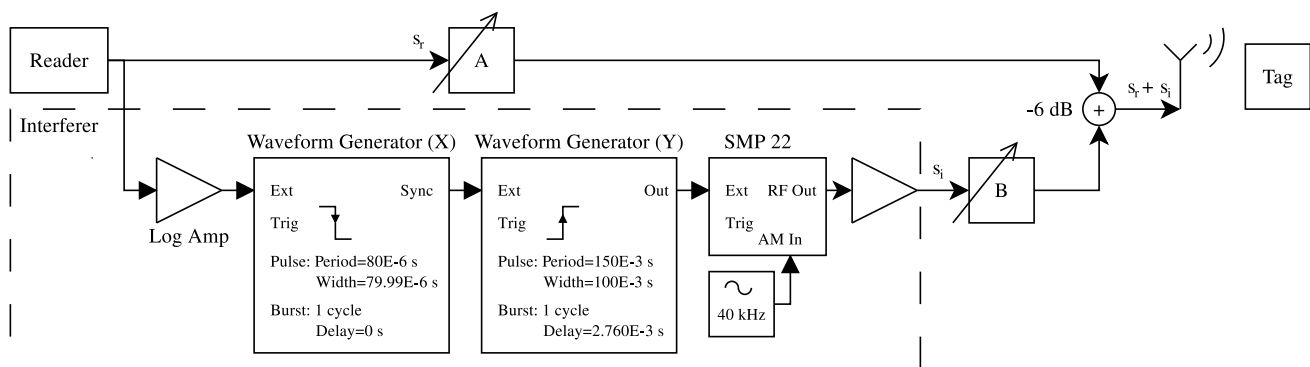 Reader
s_r
A
s_r + s_i
Tag
-6 dB
+
Interferer
Waveform Generator (X)
Waveform Generator (Y)
SMP 22
Ext
Sync
Ext
Out
Ext
RF Out
s_i
B
Trig
Trig
Trig
AM In
Log Amp
Pulse: Period=80E-6 s
Width=79.99E-6 s
Burst: 1 cycle
Delay=0 s
Pulse: Period=150E-3 s
Width=100E-3 s
Burst: 1 cycle
Delay=2.760E-3 s
40 kHz